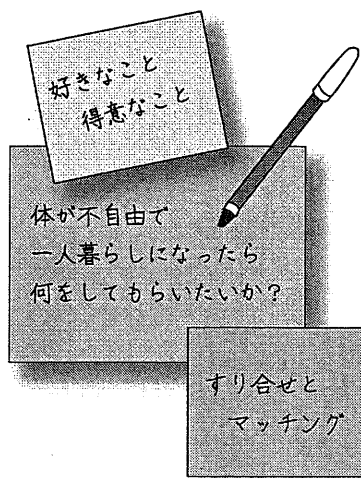 好きなこと
得意なこと
体が不自由で
一人暮らしになったら
何をしてもらいたいか？
すり合せと
マッチング